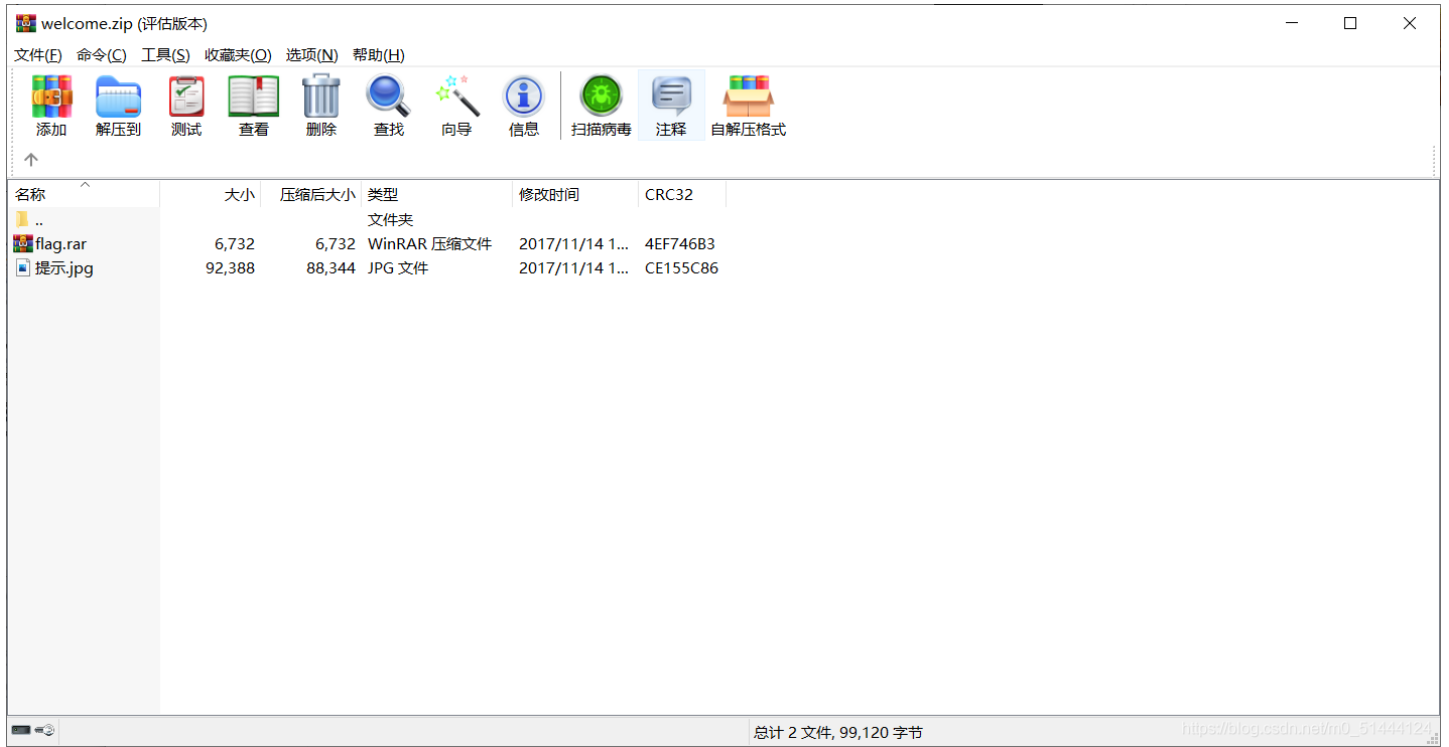 welcome.zip (评估版本)
文件(F) 命令(C) 工具(S) 收藏夹(O) 选项(N) 帮助(H)
添加 解压到 测试 查看 删除 查找 向导 信息 扫描病毒 注释 自解压格式
名称 大小 压缩后大小 类型 修改时间 CRC32
.. 文件夹
flag.rar 6,732 6,732 WinRAR 压缩文件 2017/11/14 1... 4EF746B3
提示.jpg 92,388 88,344 JPG 文件 2017/11/14 1... CE155C86
总计 2 文件, 99,120 字节
https://blog.csdn.net/m0_51444124